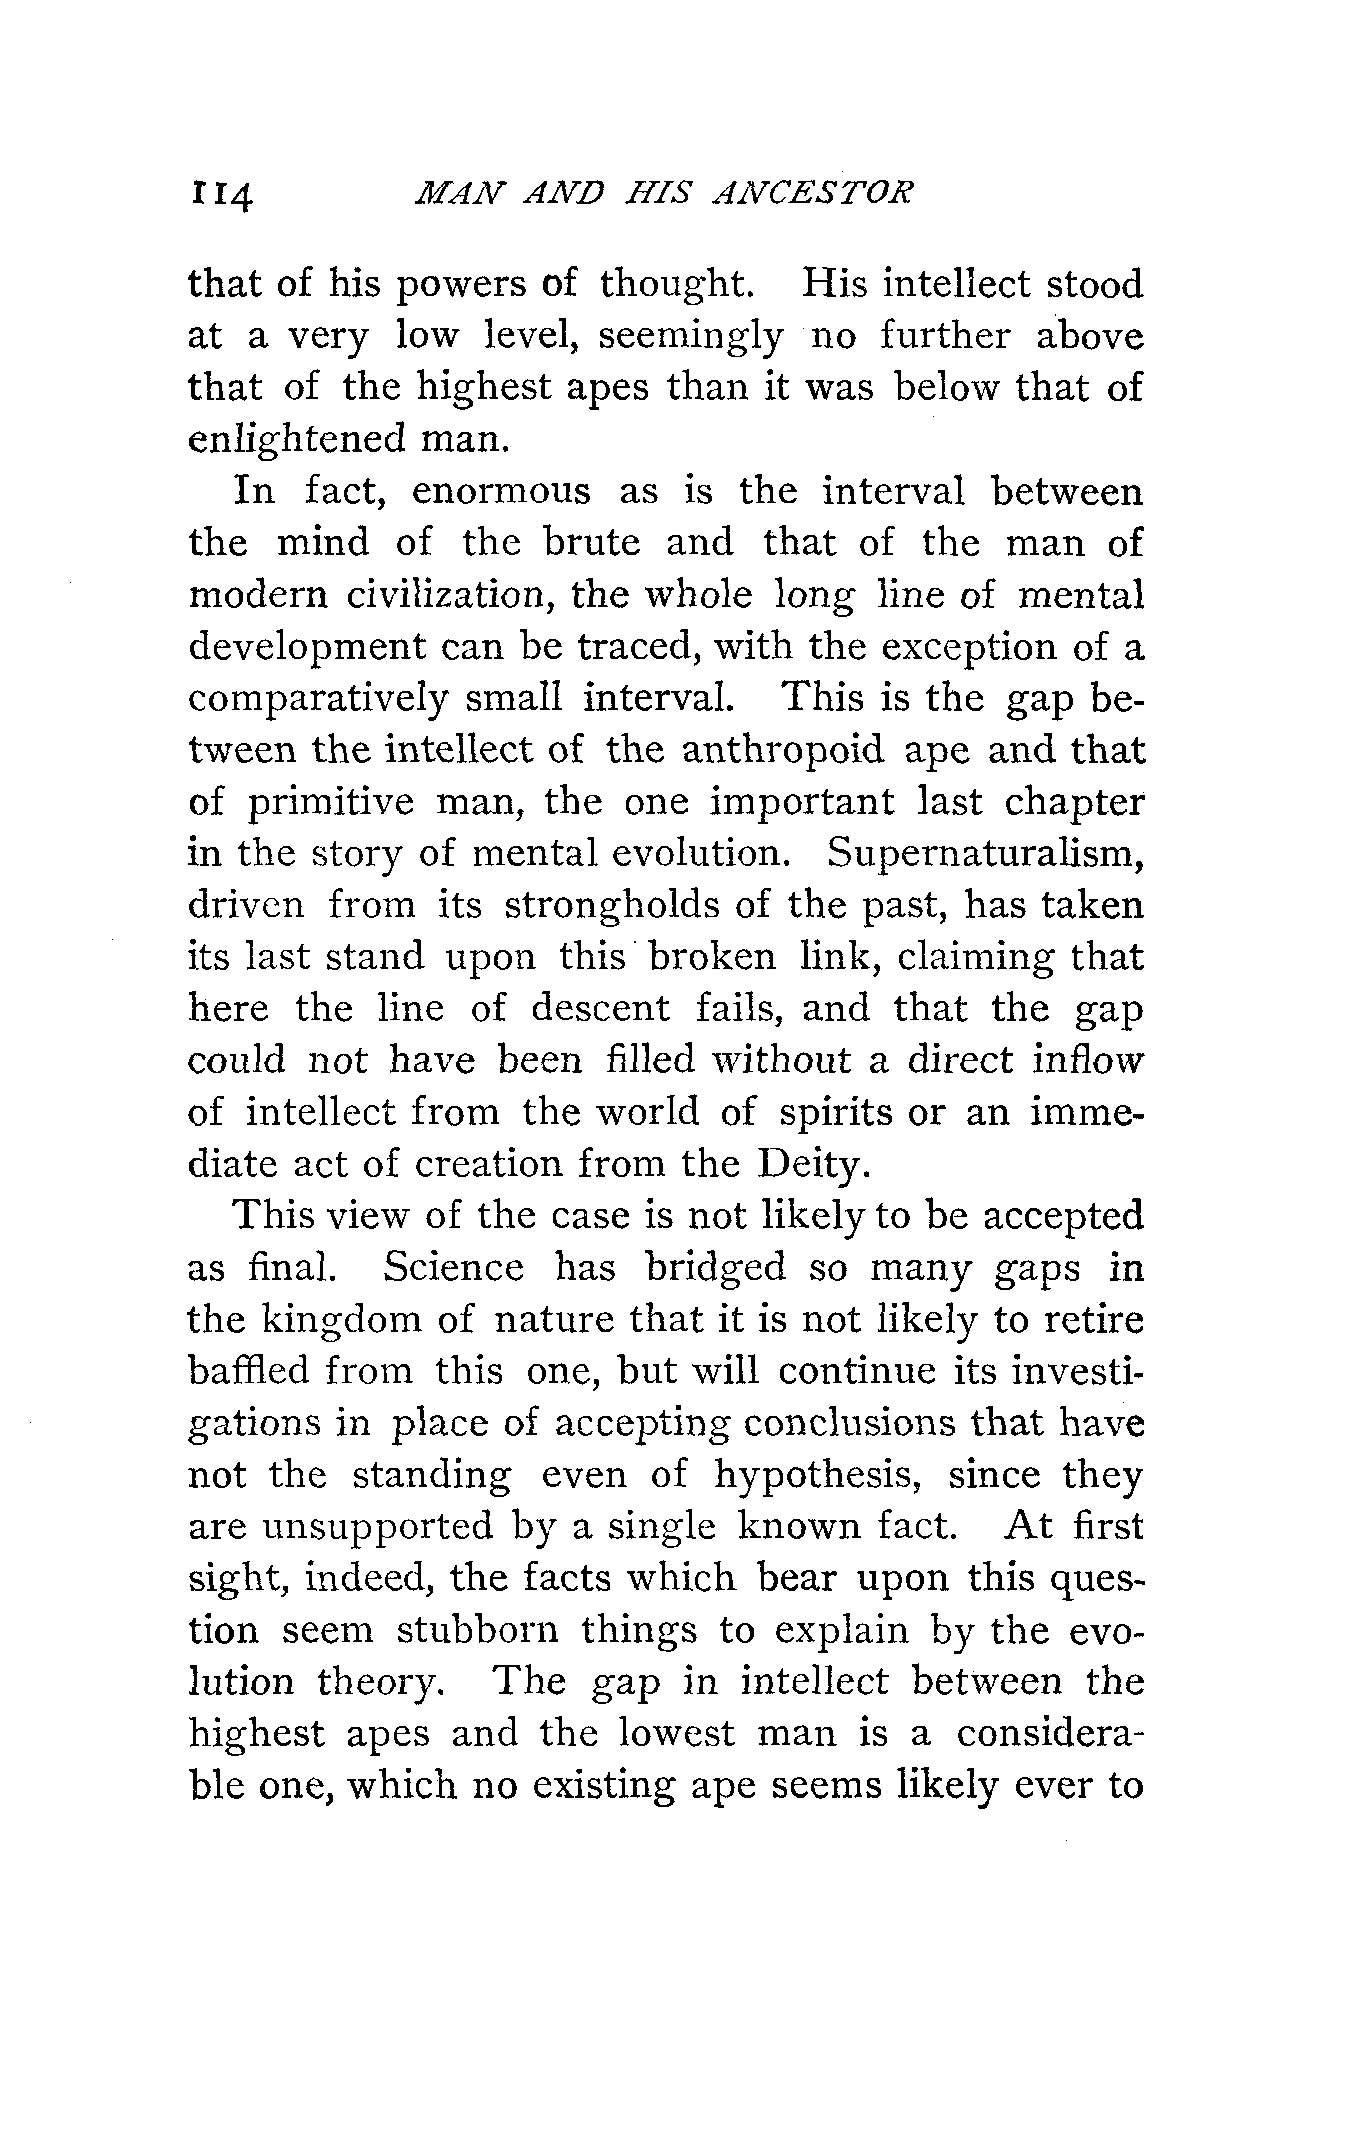 114 MAN AND HIS ANCESTOR
that of his powers of thought. His intellect stood
at a very low level, seemingly no further above
that of the highest apes than it was below that of
enlightened man.
In fact, enormous as is the interval between
the mind of the brute and that of the man of
modern civilization, the whole long line of mental
development can be traced, with the exception of a
comparatively small interval. This is the gap be-
tween the intellect of the anthropoid ape and that
of primitive man, the one important last chapter
in the story of mental evolution. Supernaturalism,
driven from its strongholds of the past, has taken
its last stand upon this broken link, claiming that
here the line of descent fails, and that the gap
could not have been filled without a direct inflow
of intellect from the world of spirits or an imme-
diate act of creation from the Deity.
This view of the case is not likely to be accepted
as final. Science has bridged so many gaps in
the kingdom of nature that it is not likely to retire
baffled from this one, but will continue its investi-
gations in place of accepting conclusions that have
not the standing even of hypothesis, since they
are unsupported by a single known fact. At first
sight, indeed, the facts which bear upon this ques-
tion seem stubborn things to explain by the evo-
lution theory. The gap in intellect between the
highest apes and the lowest man is a considera-
ble one, which no existing ape seems likely ever to